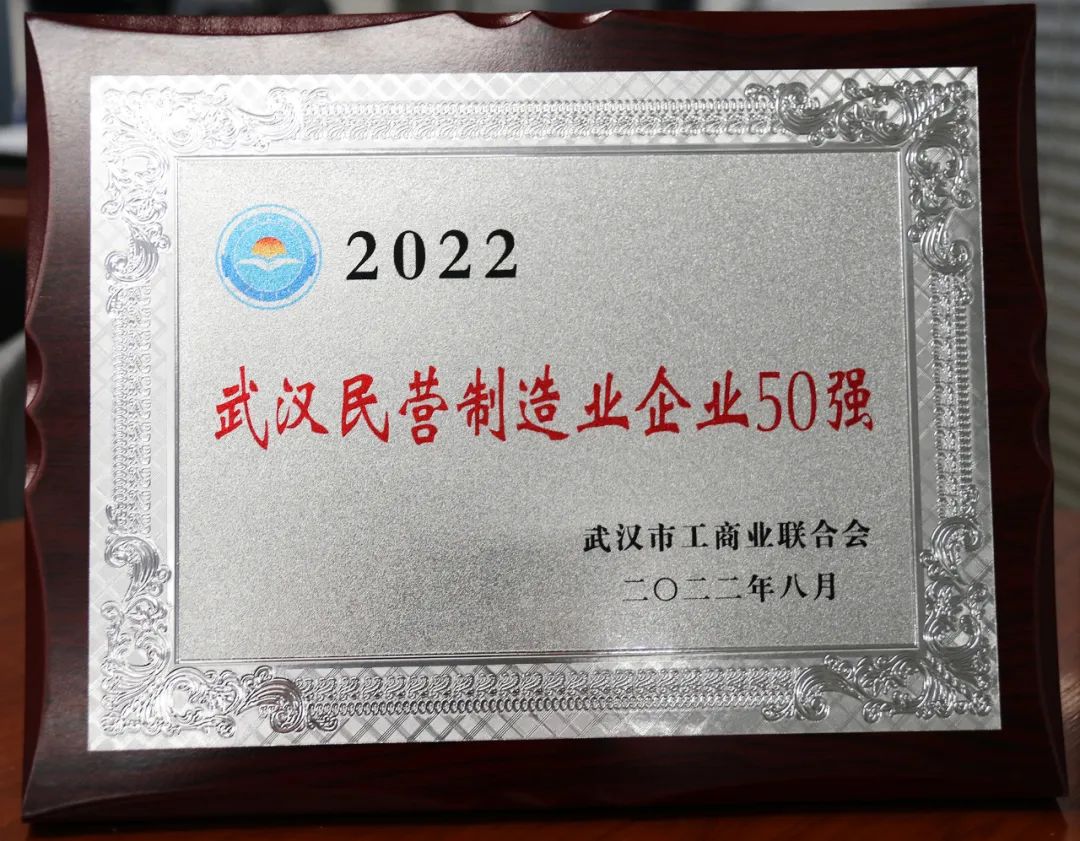 2022
武汉民营制造业企业50强
武汉市工商业联合会
二〇二二年八月